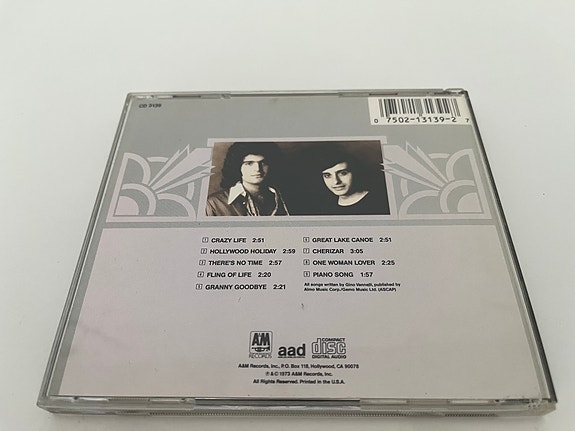 CD 3139
0 7502-13139-2 7
1 CRAZY LIFE 2:51
2 HOLLYWOOD HOLIDAY 2:59
3 THERE'S NO TIME 2:57
4 FLING OF LIFE 2:20
5 GRANNY GOODBYE 2:21
6 GREAT LAKE CANOE 2:51
7 CHERIZAR 3:05
8 ONE WOMAN LOVER 2:25
9 PIANO SONG 1:57
All songs written by Gino Vannelli, published by
Almo Music Corp./Gemo Music Ltd. (ASCAP)
A&M RECORDS
aad
COMPACT disc DIGITAL AUDIO
A&M Records, Inc., P.O. Box 118, Hollywood, CA 90078
℗ & © 1973 A&M Records, Inc.
All Rights Reserved. Printed in the U.S.A.